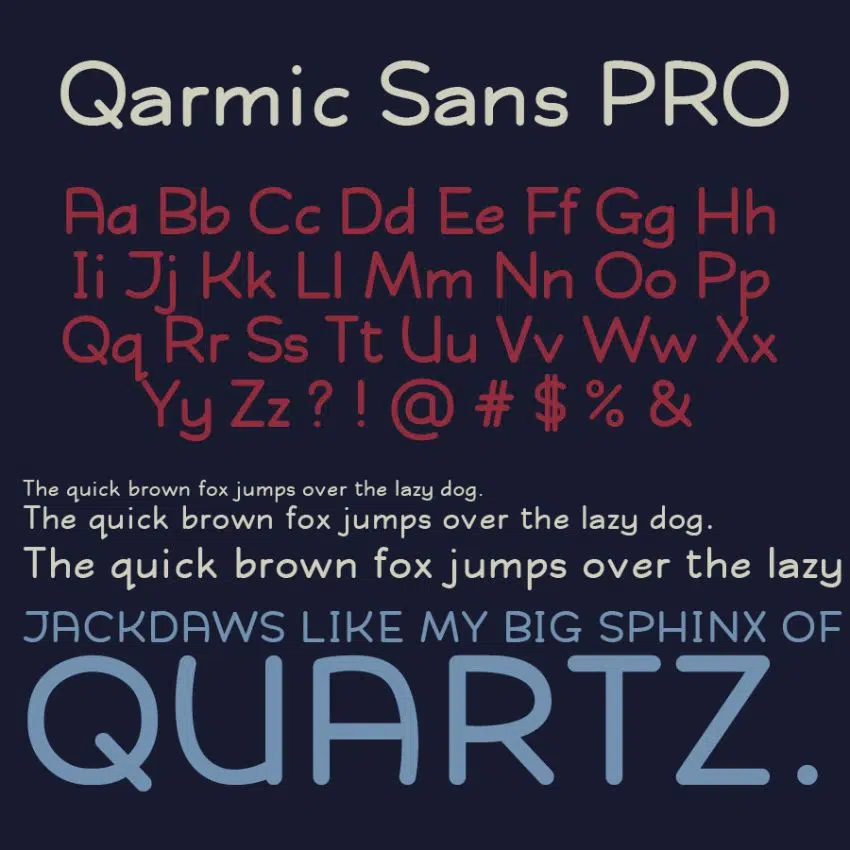 Qarmic Sans PRO
Aa Bb Cc Dd Ee Ff Gg Hh
Ii Jj Kk Ll Mm Nn Oo Pp
Qq Rr Ss Tt Uu Vv Ww Xx
Yy Zz ? ! @ # $ % &
The quick brown fox jumps over the lazy dog.
The quick brown fox jumps over the lazy dog.
The quick brown fox jumps over the lazy
JACKDAWS LIKE MY BIG SPHINX OF
QUARTZ.